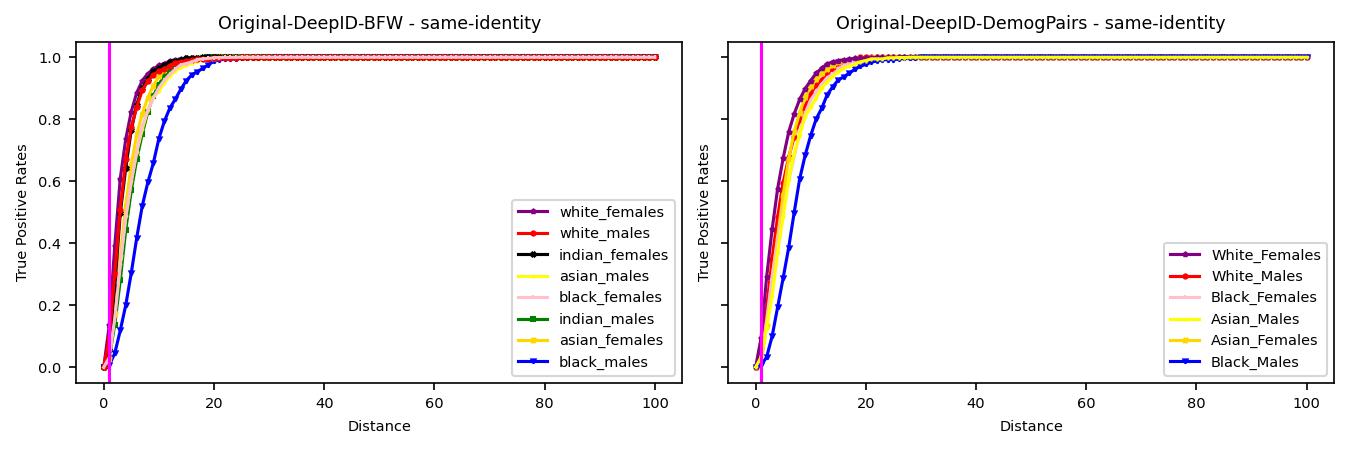 Original-DeepID-BFW - same-identity
True Positive Rates
1.0
0.8
0.6
0.4
0.2
0.0
white_females
white_males
indian_females
asian_males
black_females
indian_males
asian_females
black_males
0 20 40 60 80 100
Distance
Original-DeepID-DemogPairs - same-identity
True Positive Rates
White_Females
White_Males
Black_Females
Asian_Males
Asian_Females
Black_Males
0 20 40 60 80 100
Distance